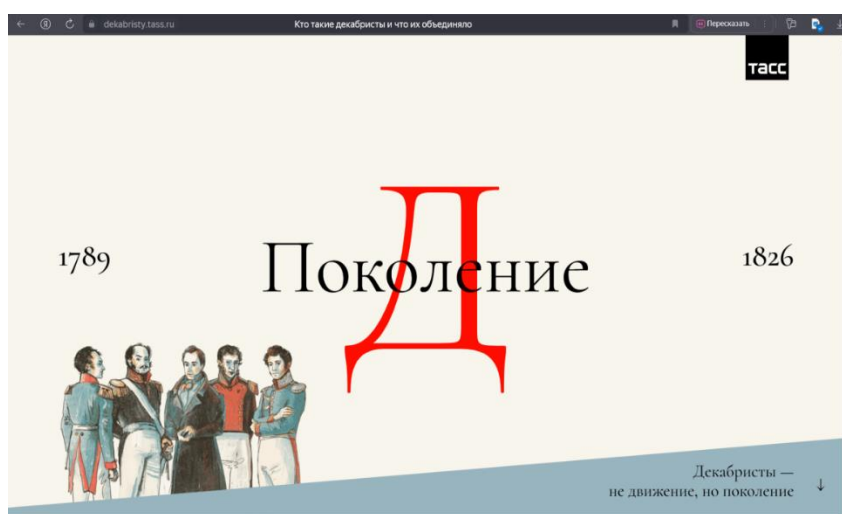 dekabristy.tass.ru
Кто такие декабристы и что их объединяло
Пересказать
тасс
Д
1789
Поколение
1826
Декабристы —
не движение, но поколение